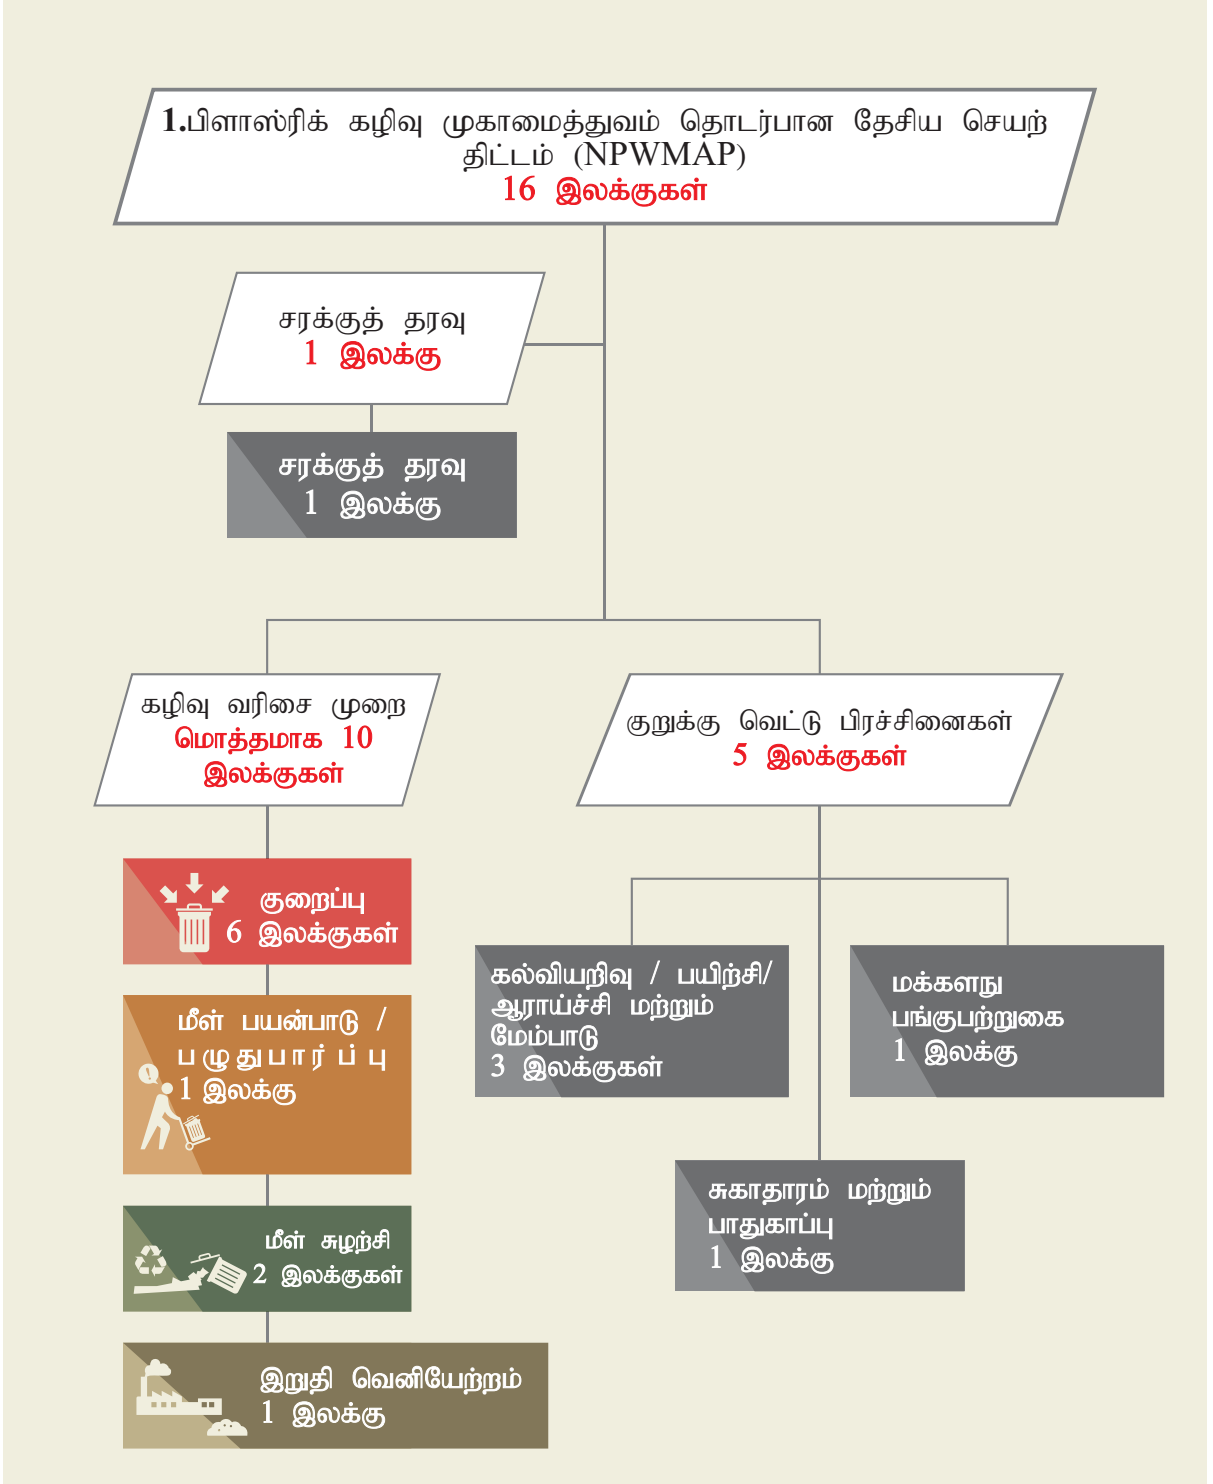 1.பிளாஸ்ரிக் கழிவு முகாமைத்துவம் தொடர்பான தேசிய செயற்
திட்டம் (NPWMAP)
16 இலக்குகள்
சரக்குத் தரவு
1 இலக்கு
சரக்குத் தரவு
1 இலக்கு
கழிவு வரிசை முறை
மொத்தமாக 10
இலக்குகள்
குறைப்பு
6 இலக்குகள்
மீள் பயன்பாடு /
பழுதுபார்ப்பு
1 இலக்கு
மீள் சுழற்சி
2 இலக்குகள்
இறுதி வெனியேற்றம்
1 இலக்கு
குறுக்கு வெட்டு பிரச்சினைகள்
5 இலக்குகள்
கல்வியறிவு / பயிற்சி/
ஆராய்ச்சி மற்றும்
மேம்பாடு
3 இலக்குகள்
மக்களநு
பங்குபற்றுகை
1 இலக்கு
சுகாதாரம் மற்றும்
பாதுகாப்பு
1 இலக்கு